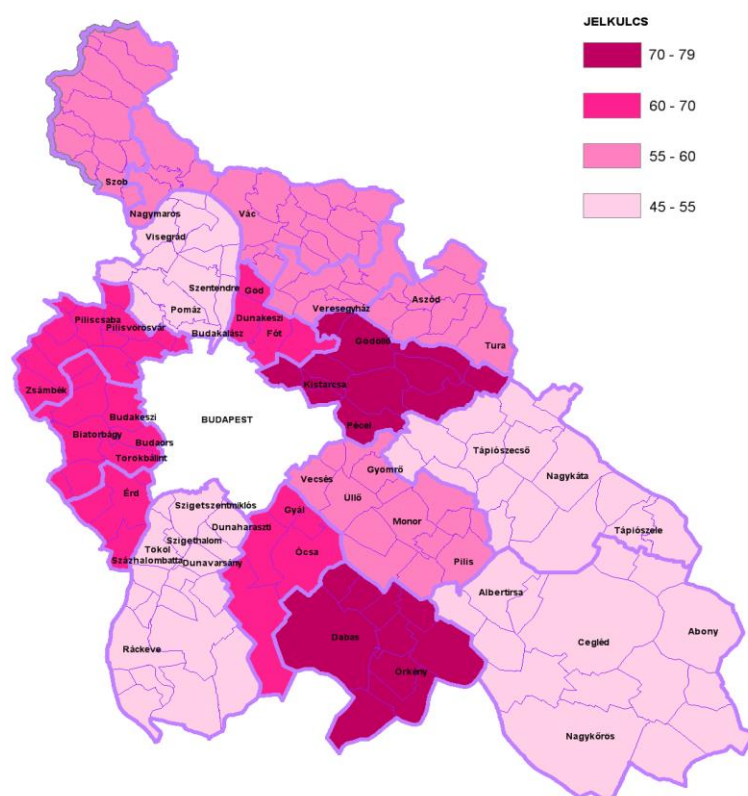 JELKULCS
70 - 79
60 - 70
55 - 60
45 - 55
Szob
Nagymaros
Vác
Visegrád
Szentendre
Göd
Pomáz
Dunakeszi
Veresegyház
Aszód
Piliscsaba
Pilisvörösvár
Budakalász
Fót
Gödöllő
Tura
Zsámbék
Kistarcsa
Budakeszi
BUDAPEST
Pécel
Biatorbágy
Budaörs
Törökbálint
Gyömrő
Tápiószecső
Vecsés
Nagykáta
Érd
Üllő
Szigetszentmiklós
Gyál
Monor
Tápiószele
Dunaharaszti
Szigethalom
Tököl
Ócsa
Százhalombatta
Dunavarsány
Pilis
Albertirsa
Cegléd
Abony
Ráckeve
Dabas
Örkény
Nagykőrös